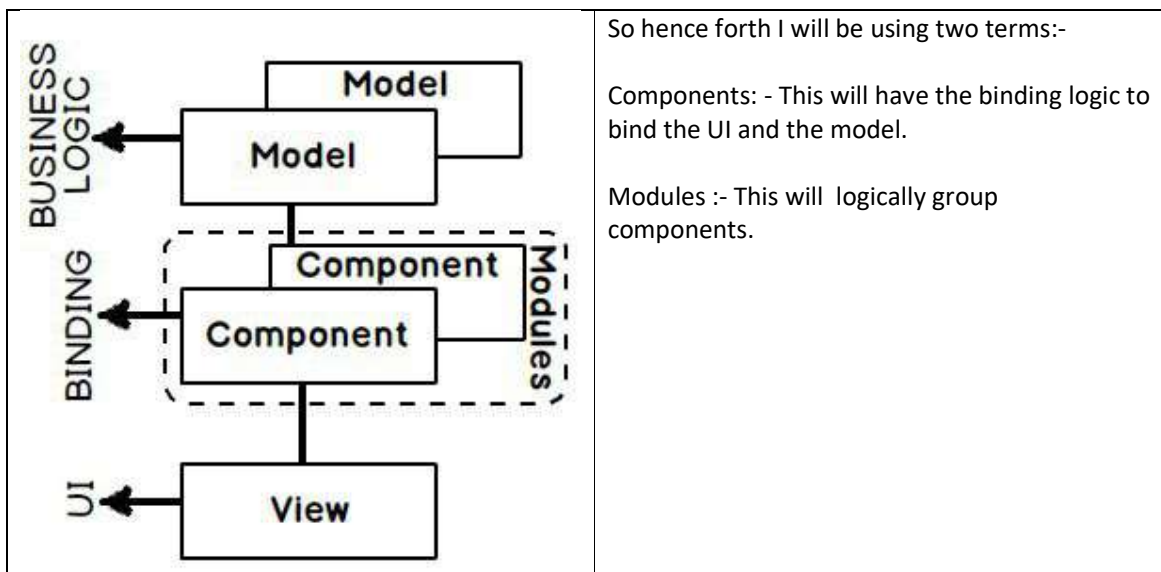 BUSINESS
LOGIC
Model
Model
BINDING
Component
Component
Modules
UI
View
So hence forth I will be using two terms:-
Components: - This will have the binding logic to
bind the UI and the model.
Modules :- This will  logically group
components.